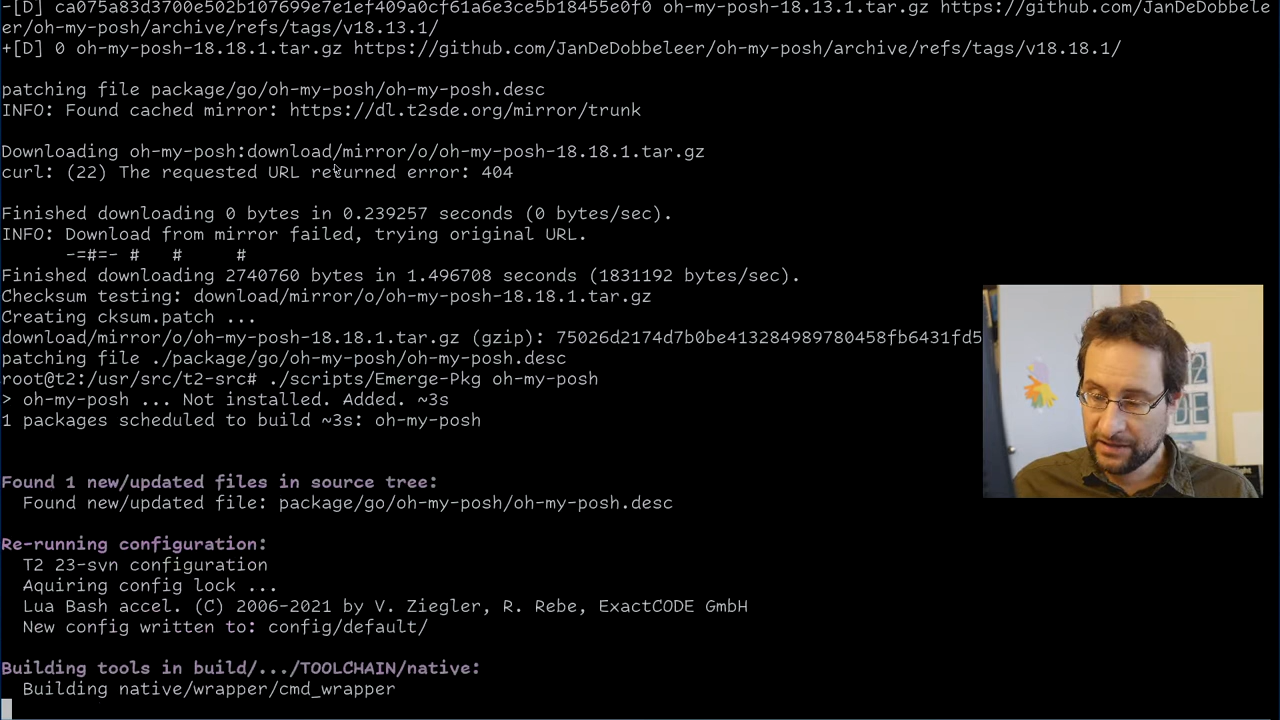 -[D] ca075a83d3700e502b107699e7e1ef409a0cf61a6e3ce5b18455e0f0 oh-my-posh-18.13.1.tar.gz https://github.com/JanDeDobbele
er/oh-my-posh/archive/refs/tags/v18.13.1/
+[D] 0 oh-my-posh-18.18.1.tar.gz https://github.com/JanDeDobbeleer/oh-my-posh/archive/refs/tags/v18.18.1/
patching file package/go/oh-my-posh/oh-my-posh.desc
INFO: Found cached mirror: https://dl.t2sde.org/mirror/trunk
Downloading oh-my-posh:download/mirror/o/oh-my-posh-18.18.1.tar.gz
curl: (22) The requested URL returned error: 404
Finished downloading 0 bytes in 0.239257 seconds (0 bytes/sec).
INFO: Download from mirror failed, trying original URL.
-=#=- # # #
Finished downloading 2740760 bytes in 1.496708 seconds (1831192 bytes/sec).
Checksum testing: download/mirror/o/oh-my-posh-18.18.1.tar.gz
Creating cksum.patch ...
download/mirror/o/oh-my-posh-18.18.1.tar.gz (gzip): 75026d2174d7b0be413284989780458fb6431fd5
patching file ./package/go/oh-my-posh/oh-my-posh.desc
root@t2:/usr/src/t2-src# ./scripts/Emerge-Pkg oh-my-posh
> oh-my-posh ... Not installed. Added. ~3s
1 packages scheduled to build ~3s: oh-my-posh
Found 1 new/updated files in source tree:
Found new/updated file: package/go/oh-my-posh/oh-my-posh.desc
Re-running configuration:
T2 23-svn configuration
Aquiring config lock ...
Lua Bash accel. (C) 2006-2021 by V. Ziegler, R. Rebe, ExactCODE GmbH
New config written to: config/default/
Building tools in build/.../TOOLCHAIN/native:
Building native/wrapper/cmd_wrapper